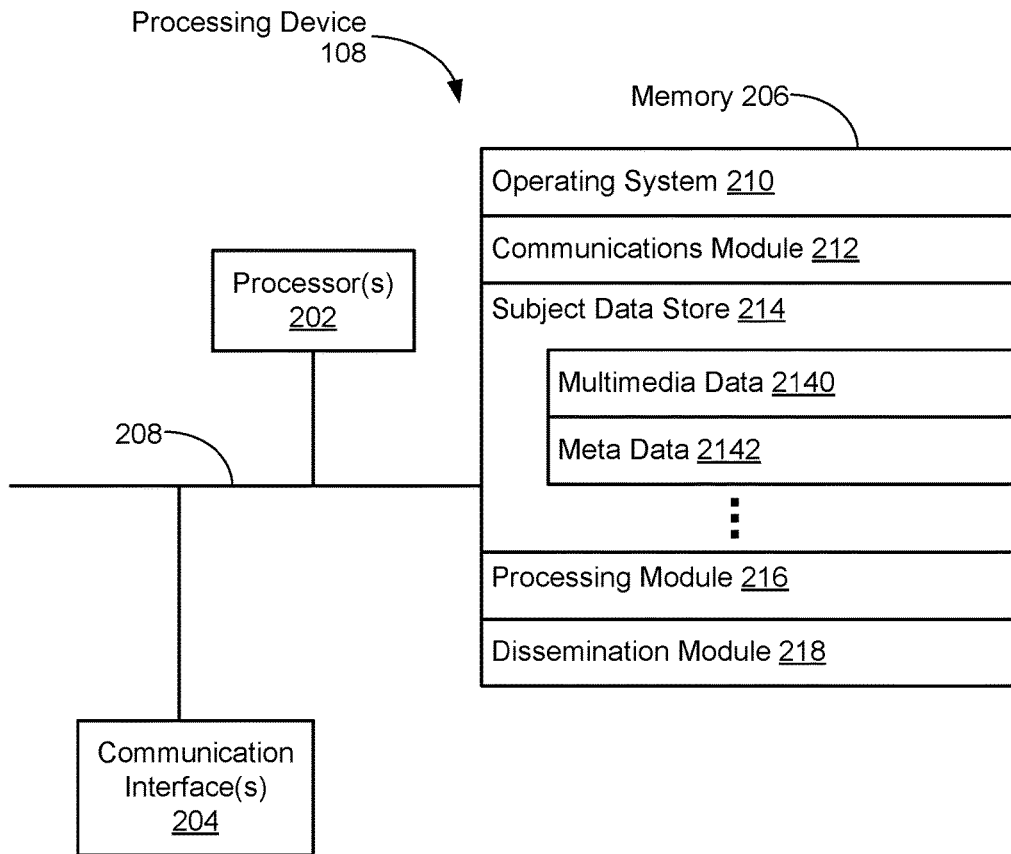 Processing Device
108
Memory 206
Operating System 210
Communications Module 212
Processor(s)
202
Subject Data Store 214
Multimedia Data 2140
208
Meta Data 2142
Processing Module 216
Dissemination Module 218
Communication
Interface(s)
204